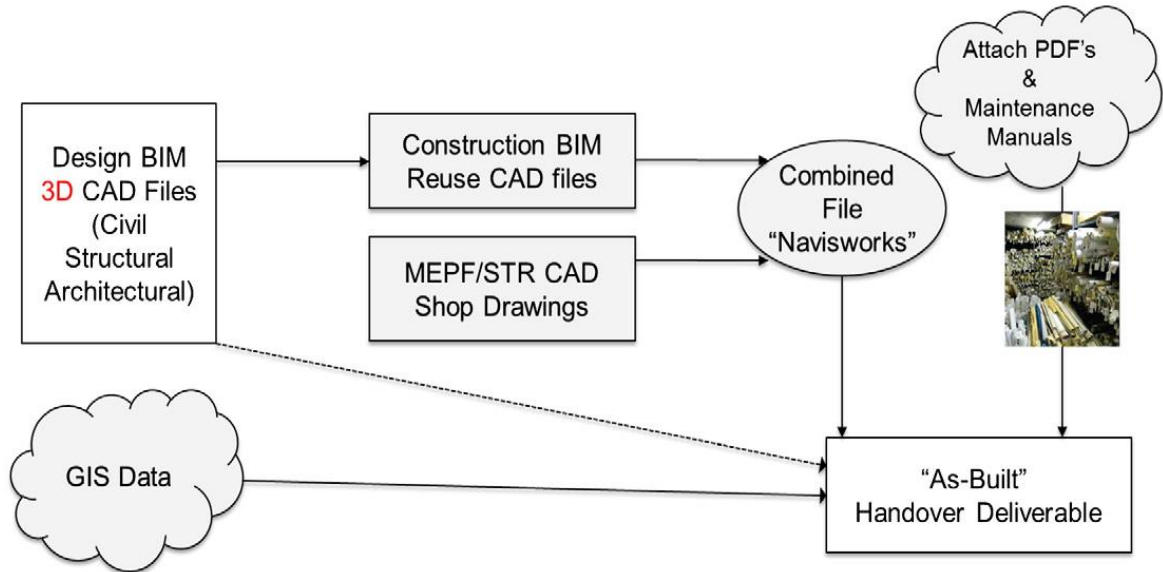 Attach PDF's
&
Maintenance
Manuals
Design BIM
3D CAD Files
(Civil
Structural
Architectural)
Construction BIM
Reuse CAD files
Combined
File
“Navisworks”
MEPF/STR CAD
Shop Drawings
GIS Data
“As-Built”
Handover Deliverable